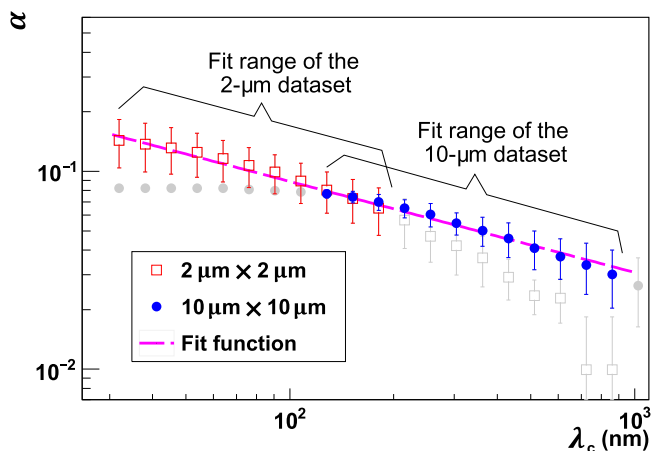 α
Fit range of the
2-μm dataset
Fit range of the
10-μm dataset
10⁻¹
10⁻²
2 μm × 2 μm
10 μm × 10 μm
Fit function
10²
10³
λc (nm)